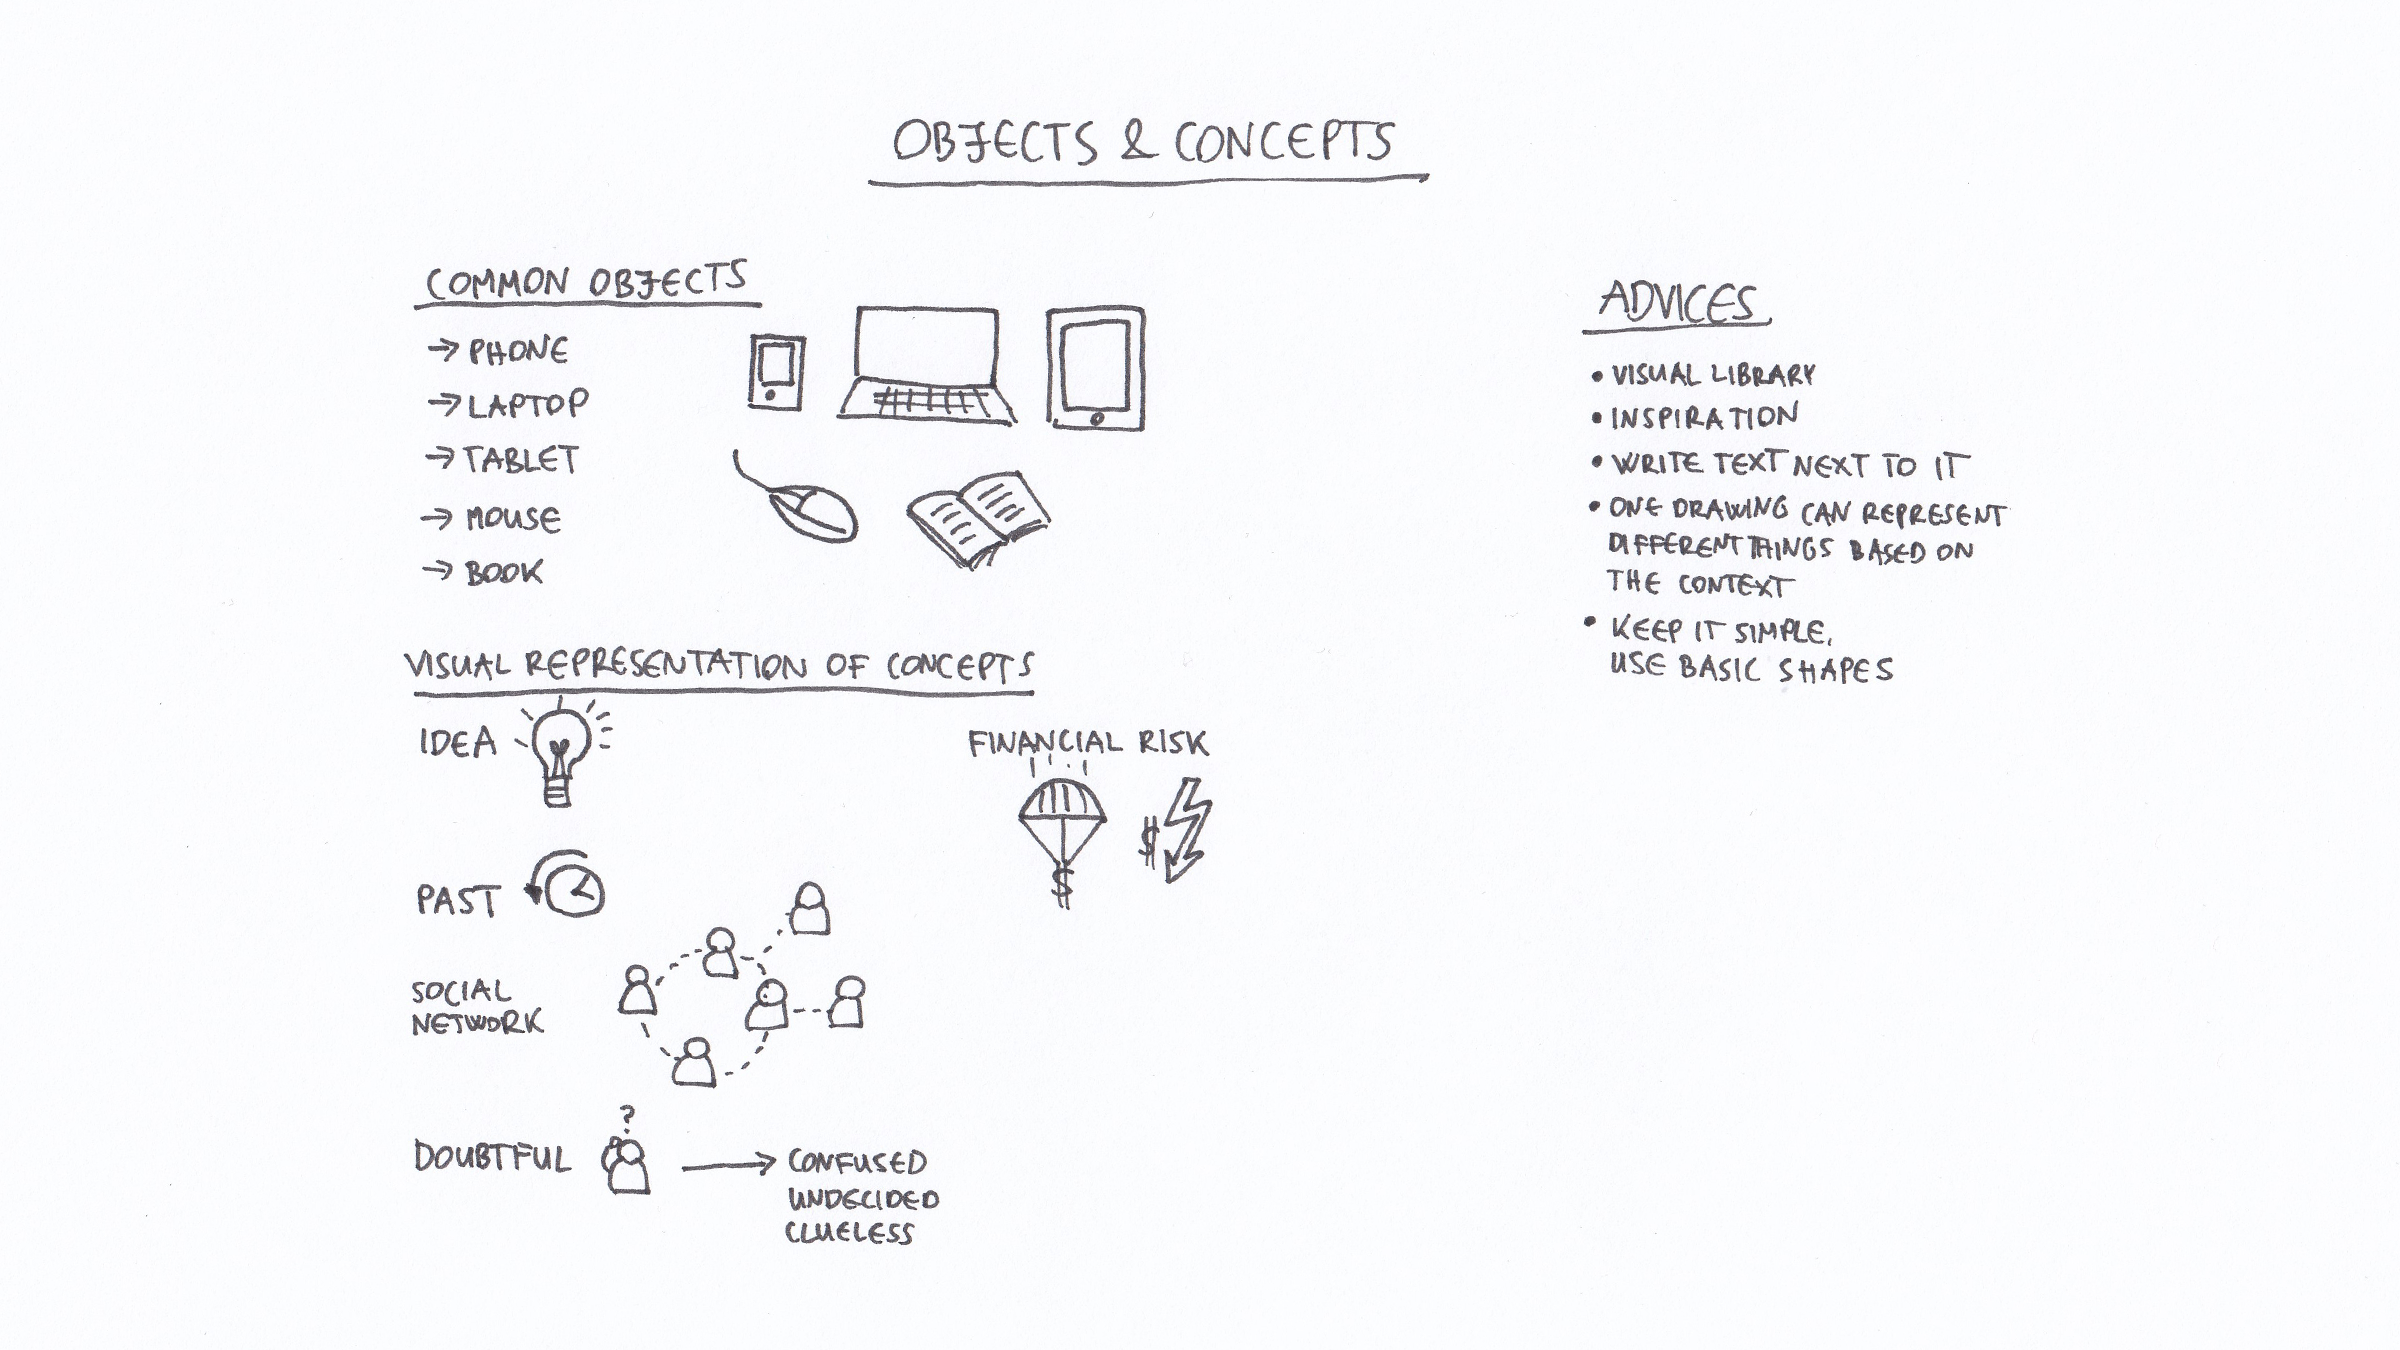 OBJECTS & CONCEPTS
COMMON OBJECTS
→ PHONE
→ LAPTOP
→ TABLET
→ MOUSE
→ BOOK
VISUAL REPRESENTATION OF CONCEPTS
IDEA
PAST
SOCIAL
NETWORK
?
DOUBTFUL → CONFUSED
UNDECIDED
CLUELESS
FINANCIAL RISK
$
$
ADVICES
• VISUAL LIBRARY
• INSPIRATION
• WRITE TEXT NEXT TO IT
• ONE DRAWING CAN REPRESENT
DIFFERENT THINGS BASED ON
THE CONTEXT
• KEEP IT SIMPLE,
USE BASIC SHAPES